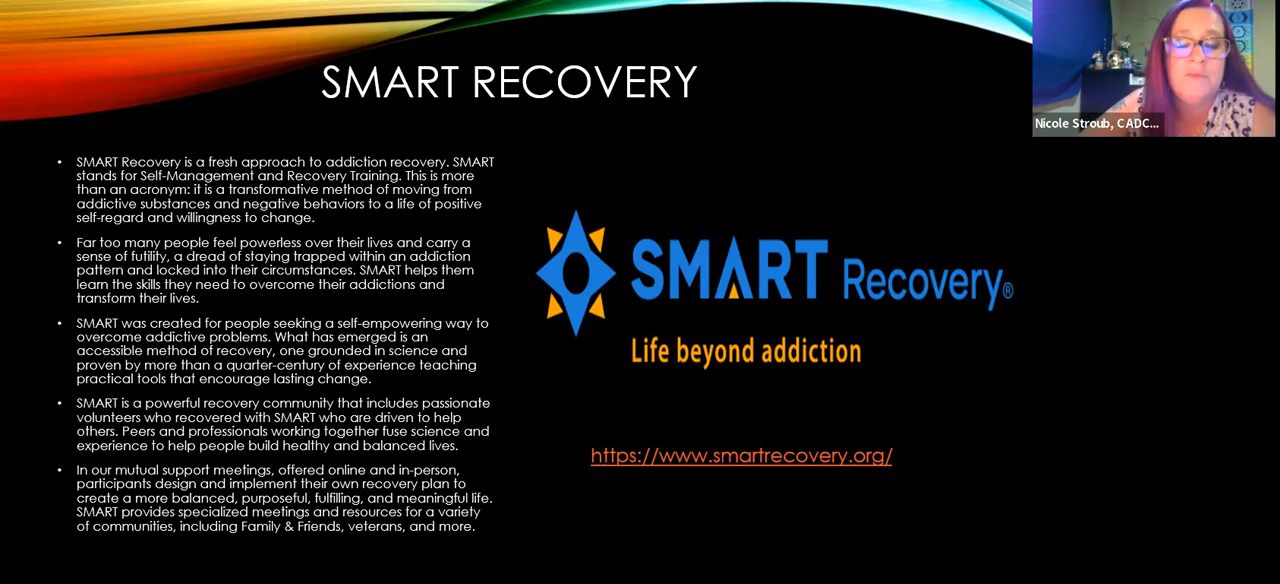 SMART RECOVERY
Nicole Stroub, CADC...
• SMART Recovery is a fresh approach to addiction recovery. SMART
stands for Self-Management and Recovery Training. This is more
than an acronym: it is a transformative method of moving from
addictive substances and negative behaviors to a life of positive
self-regard and willingness to change.
• Far too many people feel powerless over their lives and carry a
sense of futility, a dread of staying trapped within an addiction
pattern and locked into their circumstances. SMART helps them
learn the skills they need to overcome their addictions and
transform their lives.
• SMART was created for people seeking a self-empowering way to
overcome addictive problems. What has emerged is an
accessible method of recovery, one grounded in science and
proven by more than a quarter-century of experience teaching
practical tools that encourage lasting change.
• SMART is a powerful recovery community that includes passionate
volunteers who recovered with SMART who are driven to help
others. Peers and professionals working together fuse science and
experience to help people build healthy and balanced lives.
• In our mutual support meetings, offered online and in-person,
participants design and implement their own recovery plan to
create a more balanced, purposeful, fulfilling, and meaningful life.
SMART provides specialized meetings and resources for a variety
of communities, including Family & Friends, veterans, and more.
SMART Recovery®
Life beyond addiction
https://www.smartrecovery.org/